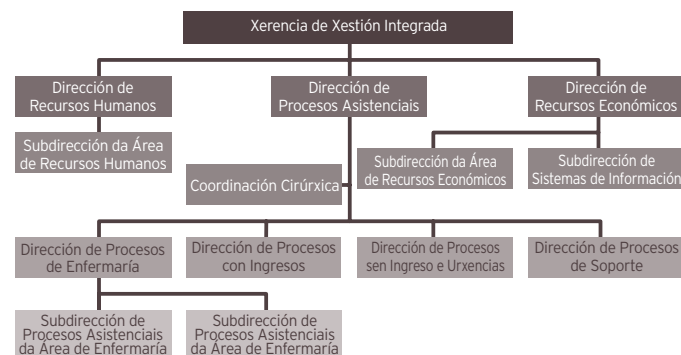 Xerencia de Xestión Integrada
Dirección de
Recursos Humanos
Dirección de
Procesos Asistenciais
Dirección de
Recursos Económicos
Subdirección da Área
de Recursos Humanos
Subdirección da Área
de Recursos Económicos
Subdirección de
Sistemas de Información
Coordinación Cirúrxica
Dirección de Procesos
de Enfermaría
Dirección de Procesos
con Ingresos
Dirección de Procesos
sen Ingreso e Urxencias
Dirección de Procesos
de Soporte
Subdirección de
Procesos Asistenciais
da Área de Enfermaría
Subdirección de
Procesos Asistenciais
da Área de Enfermaría